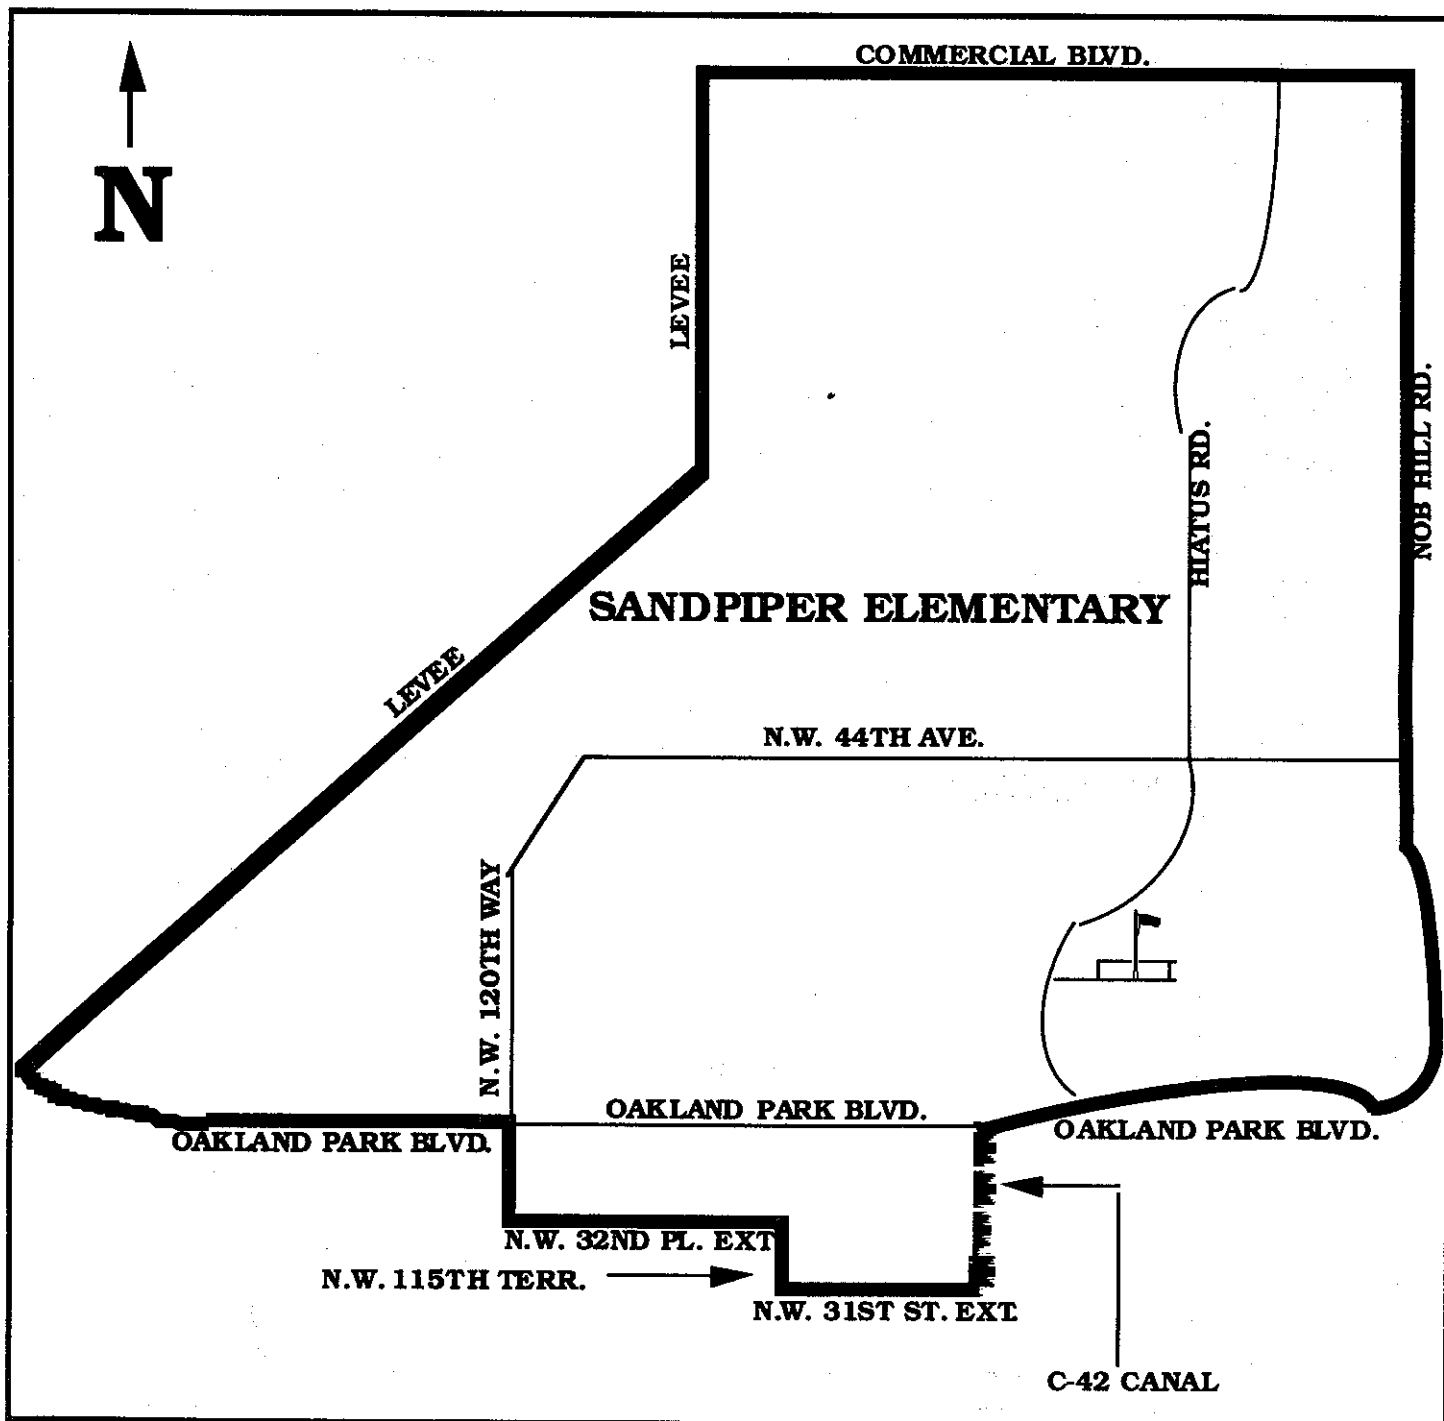 COMMERCIAL BLVD.
N
LEVEE
NOB HILL RD.
HIATUS RD.
SANDPIPER ELEMENTARY
LEVEE
N.W. 44TH AVE.
N.W. 120TH WAY
OAKLAND PARK BLVD.
OAKLAND PARK BLVD.
OAKLAND PARK BLVD.
N.W. 32ND PL. EXT
N.W. 115TH TERR.
N.W. 31ST ST. EXT.
C-42 CANAL